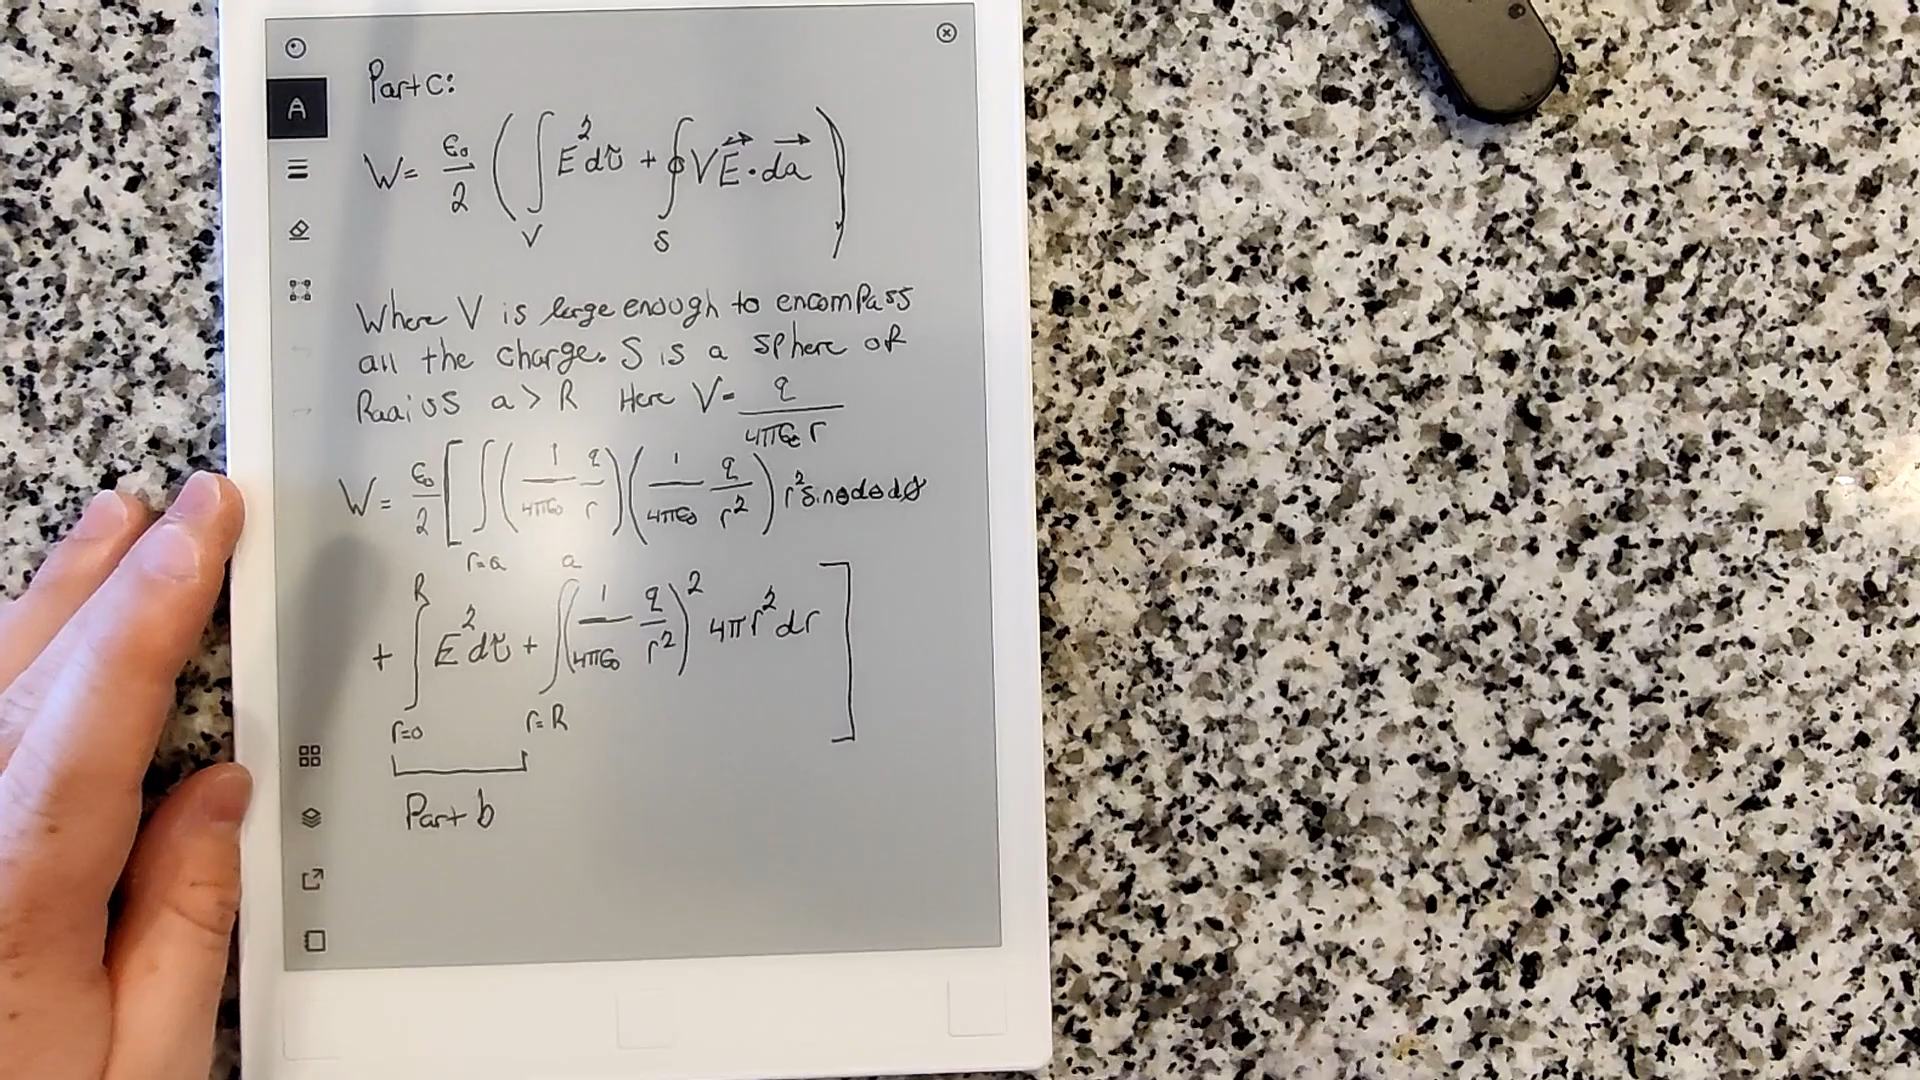 Part c:
W = ε₀/2 ( ∫_V E² dτ + ∮_S V E⃗ · da⃗ )
Where V is large enough to encompass
all the charge. S is a sphere of
Radius a > R Here V = q/(4πε₀ r)
W = ε₀/2 [ ∫_{r=a} (1/(4πε₀) q/r) (1/(4πε₀) q/r²) r² sinθ dθ dφ
+ ∫_{r=0}^{R} E² dτ + ∫_{r=R}^{a} (1/(4πε₀) q/r²)² 4πr² dr ]
Part b